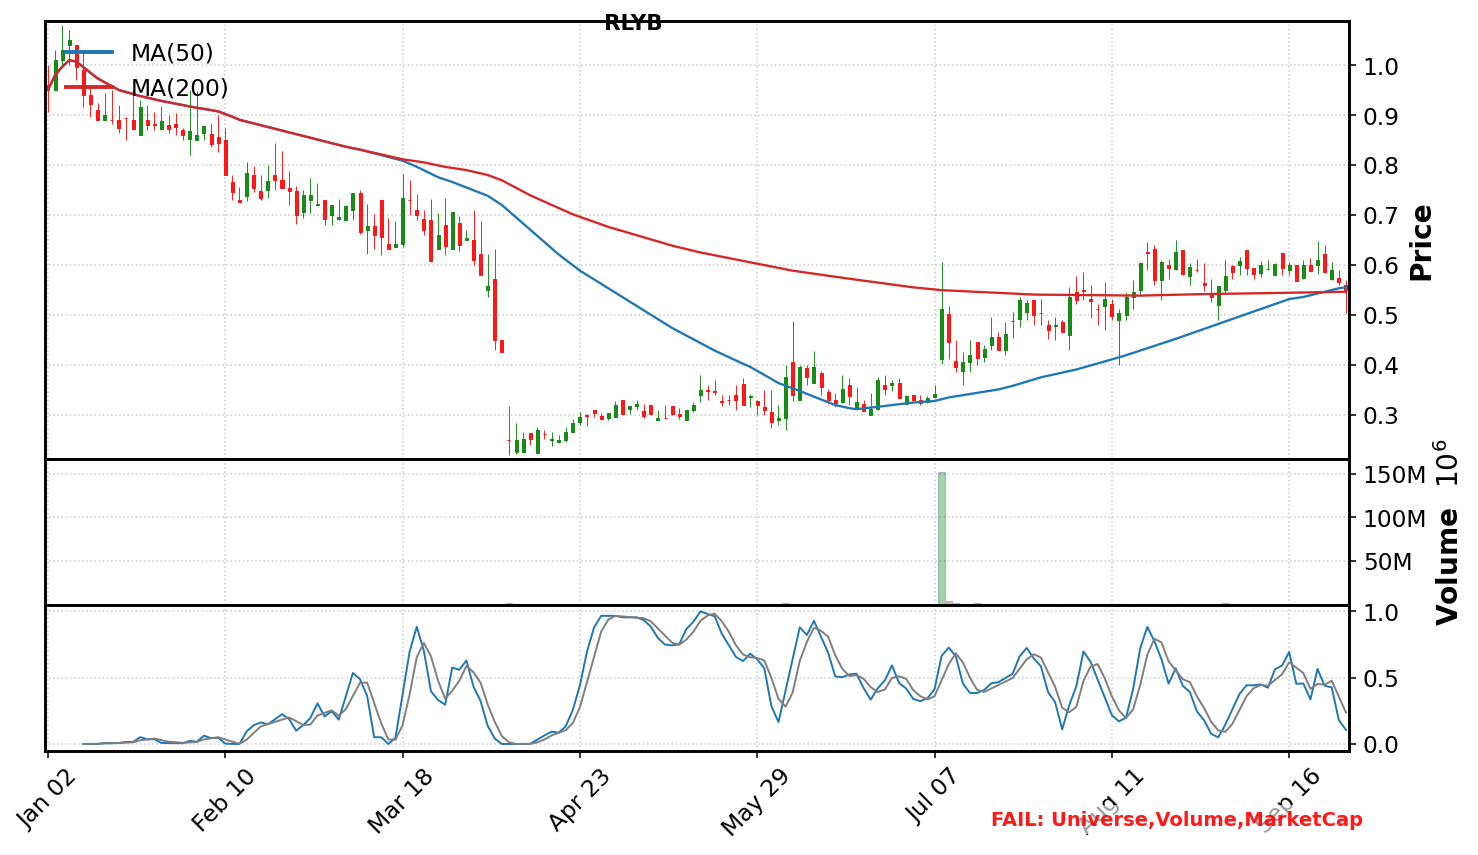 RLYB
MA(50)
MA(200)
1.0
0.9
0.8
0.7
0.6
0.5
0.4
0.3
Price
150M
100M
50M
Volume 10⁶
1.0
0.5
0.0
Jan 02
Feb 10
Mar 18
Apr 23
May 29
Jul 07
Aug 11
Sep 16
FAIL: Universe,Volume,MarketCap